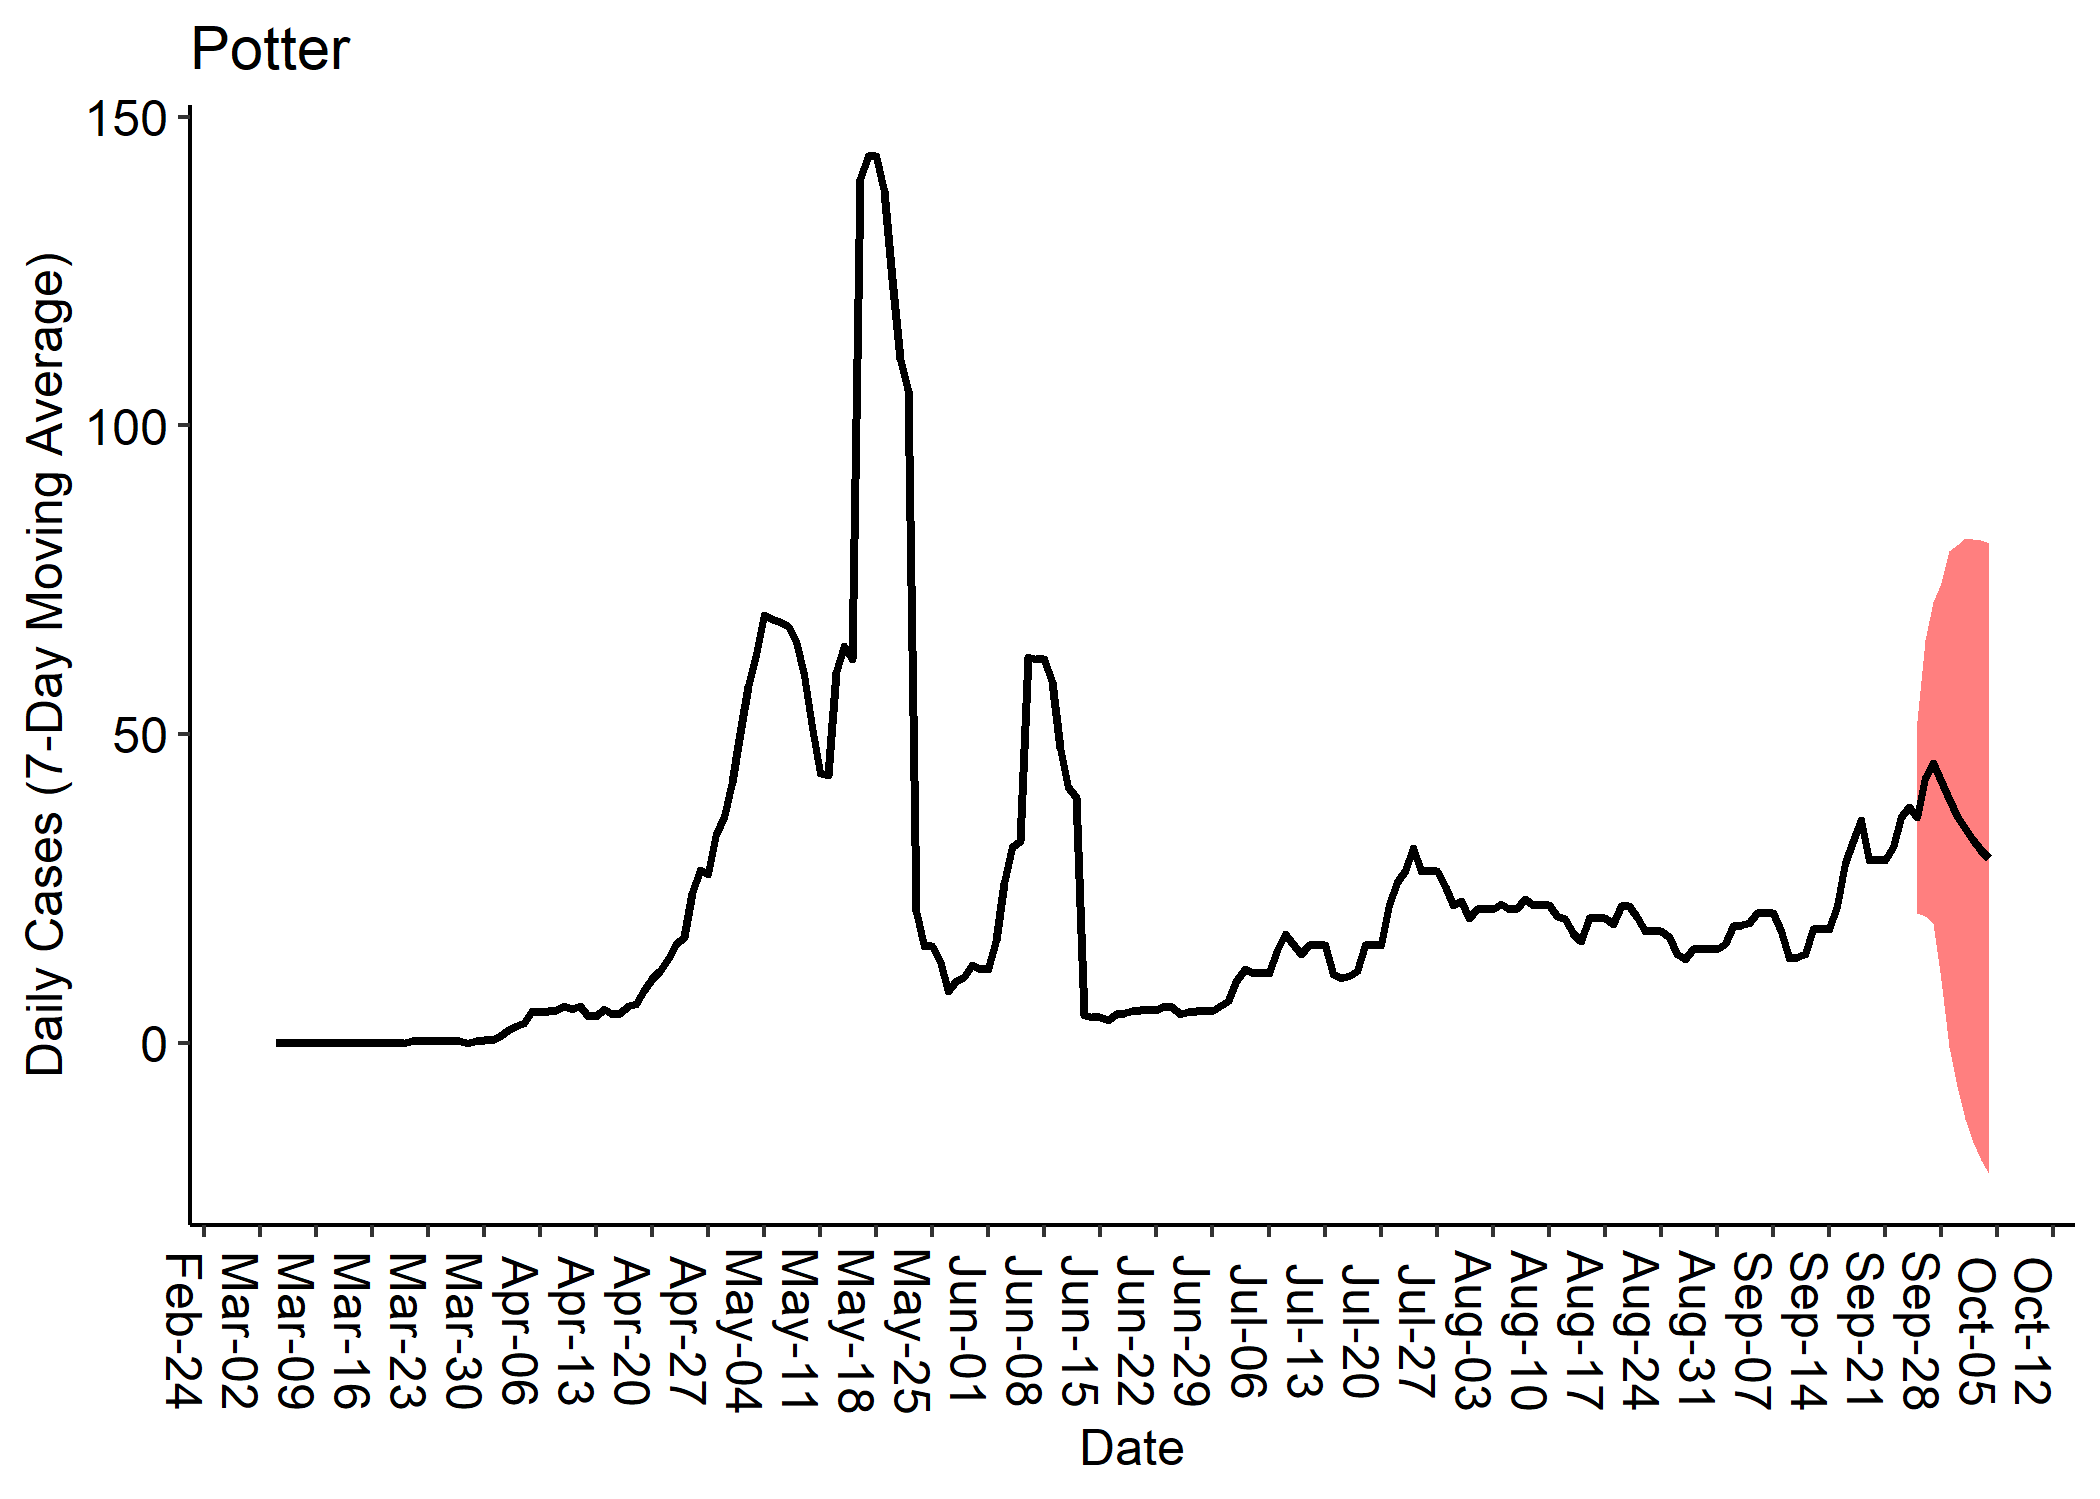 Potter
Daily Cases (7-Day Moving Average)
150
100
50
0
Feb-24
Mar-02
Mar-09
Mar-16
Mar-23
Mar-30
Apr-06
Apr-13
Apr-20
Apr-27
May-04
May-11
May-18
May-25
Jun-01
Jun-08
Jun-15
Jun-22
Jun-29
Jul-06
Jul-13
Jul-20
Jul-27
Aug-03
Aug-10
Aug-17
Aug-24
Aug-31
Sep-07
Sep-14
Sep-21
Sep-28
Oct-05
Oct-12
Date